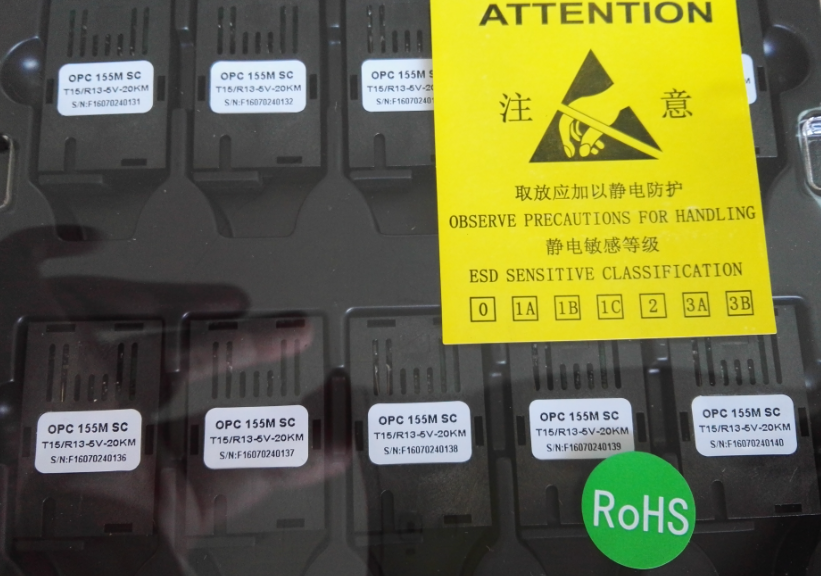 OPC 155M SC
T15/R13-5V-20KM
S/N:F16070240131
OPC 155M SC
T15/R13-5V-20KM
S/N:F16070240132
OPC 155M
T15/R13-5V-20
ATTENTION
注 意
取放应加以静电防护
OBSERVE PRECAUTIONS FOR HANDLING
静电敏感等级
ESD SENSITIVE CLASSIFICATION
0 1A 1B 1C 2 3A 3B
OPC 155M SC
T15/R13-5V-20KM
S/N:F16070240136
OPC 155M SC
T15/R13-5V-20KM
S/N:F16070240137
OPC 155M SC
T15/R13-5V-20KM
S/N:F16070240138
OPC 155M SC
T15/R13-5V-20KM
S/N:F16070240139
OPC 155M SC
T15/R13-5V-20KM
S/N:F16070240140
RoHS